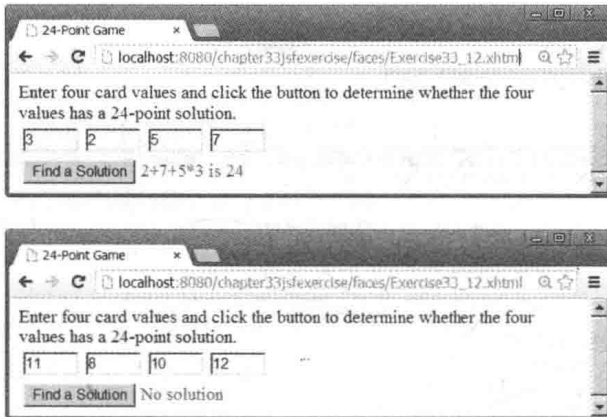 24-Point Game
localhost:8080/chapter33jsfexercise/faces/Exercise33_12.xhtml
Enter four card values and click the button to determine whether the four
values has a 24-point solution.
3 2 5 7
Find a Solution 2+7+5*3 is 24
24-Point Game
localhost:8080/chapter33jsfexercise/faces/Exercise33_12.xhtml
Enter four card values and click the button to determine whether the four
values has a 24-point solution.
11 8 10 12
Find a Solution No solution